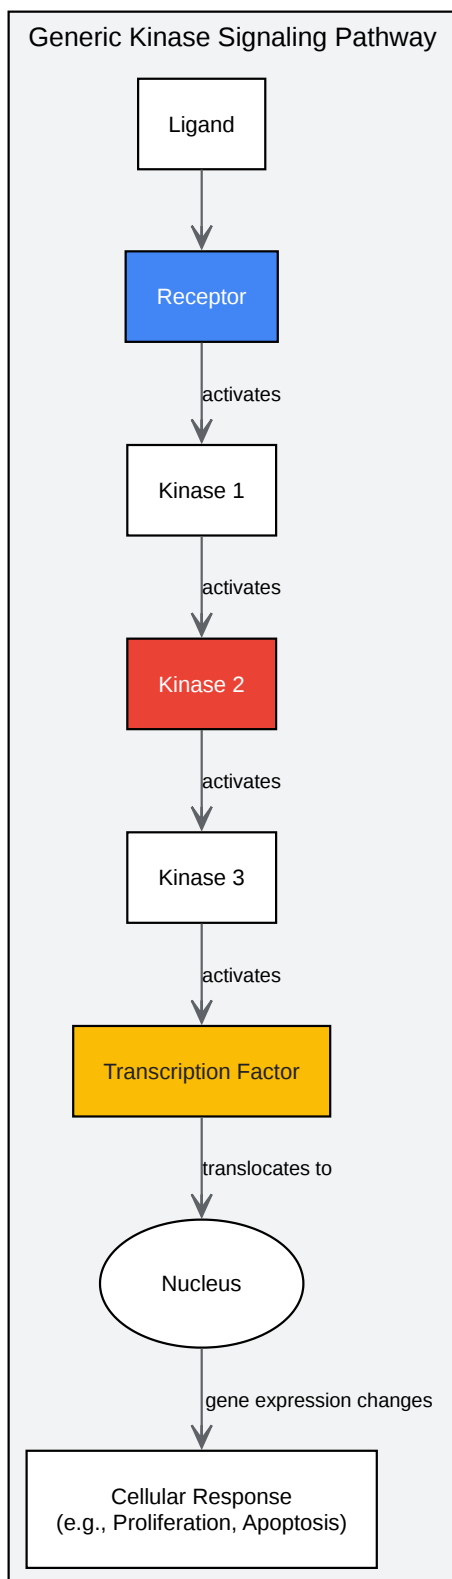 Generic Kinase Signaling Pathway
Ligand
Receptor
activates
Kinase 1
activates
Kinase 2
activates
Kinase 3
activates
Transcription Factor
translocates to
Nucleus
gene expression changes
Cellular Response
(e.g., Proliferation, Apoptosis)